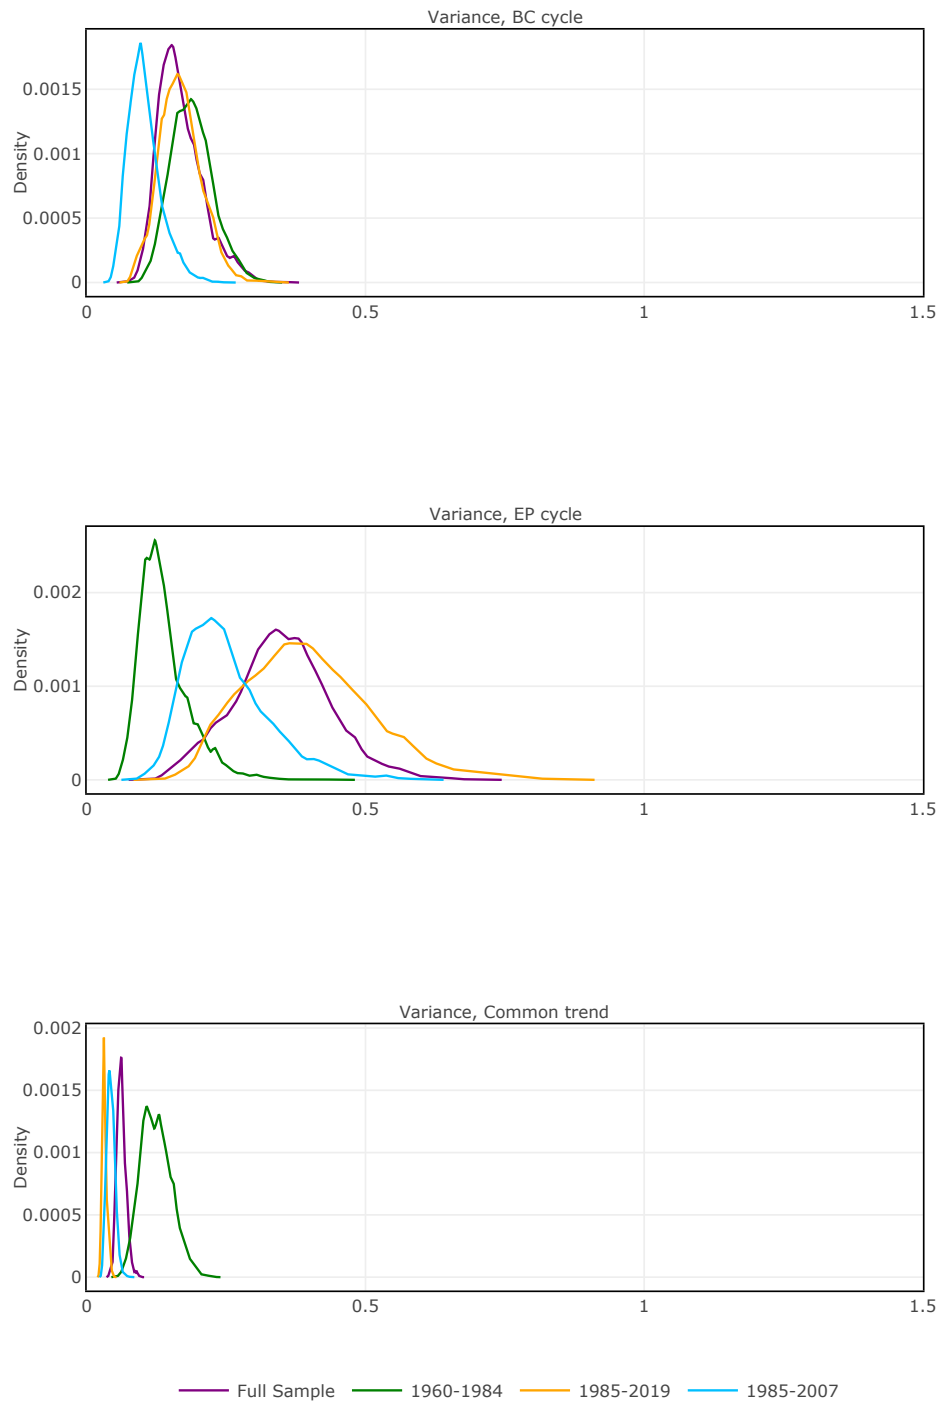 Variance, BC cycle
0.0015
0.001
0.0005
0
Density
0 0.5 1 1.5
Variance, EP cycle
0.002
0.001
0
Density
0 0.5 1 1.5
Variance, Common trend
0.002
0.0015
0.001
0.0005
0
Density
0 0.5 1 1.5
Full Sample 1960-1984 1985-2019 1985-2007